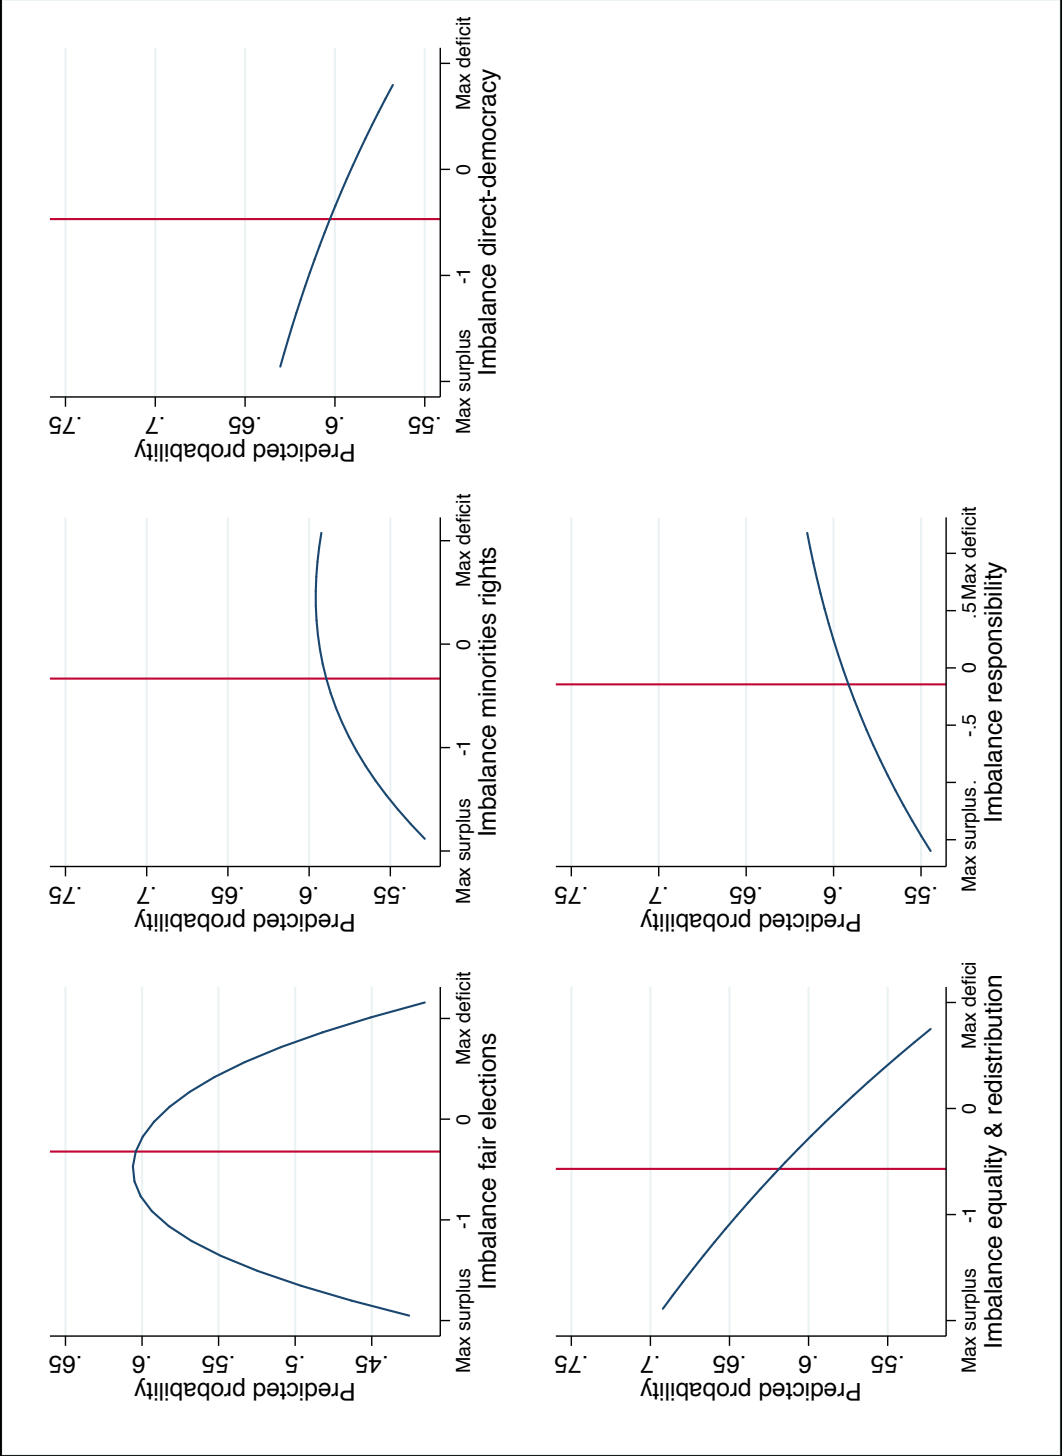 Predicted probability
.65
.6
.55
.5
.45
Max surplus
-1
0
Max deficit
Imbalance fair elections
Predicted probability
.75
.7
.65
.6
.55
Max surplus
-1
0
Max deficit
Imbalance minorities rights
Predicted probability
.75
.7
.65
.6
.55
Max surplus
-1
0
Max deficit
Imbalance direct-democracy
Predicted probability
.75
.7
.65
.6
.55
Max surplus
-1
0
Max defici
Imbalance equality & redistribution
Predicted probability
.75
.7
.65
.6
.55
Max surplus.
-.5
0
.5
Max deficit
Imbalance responsibility